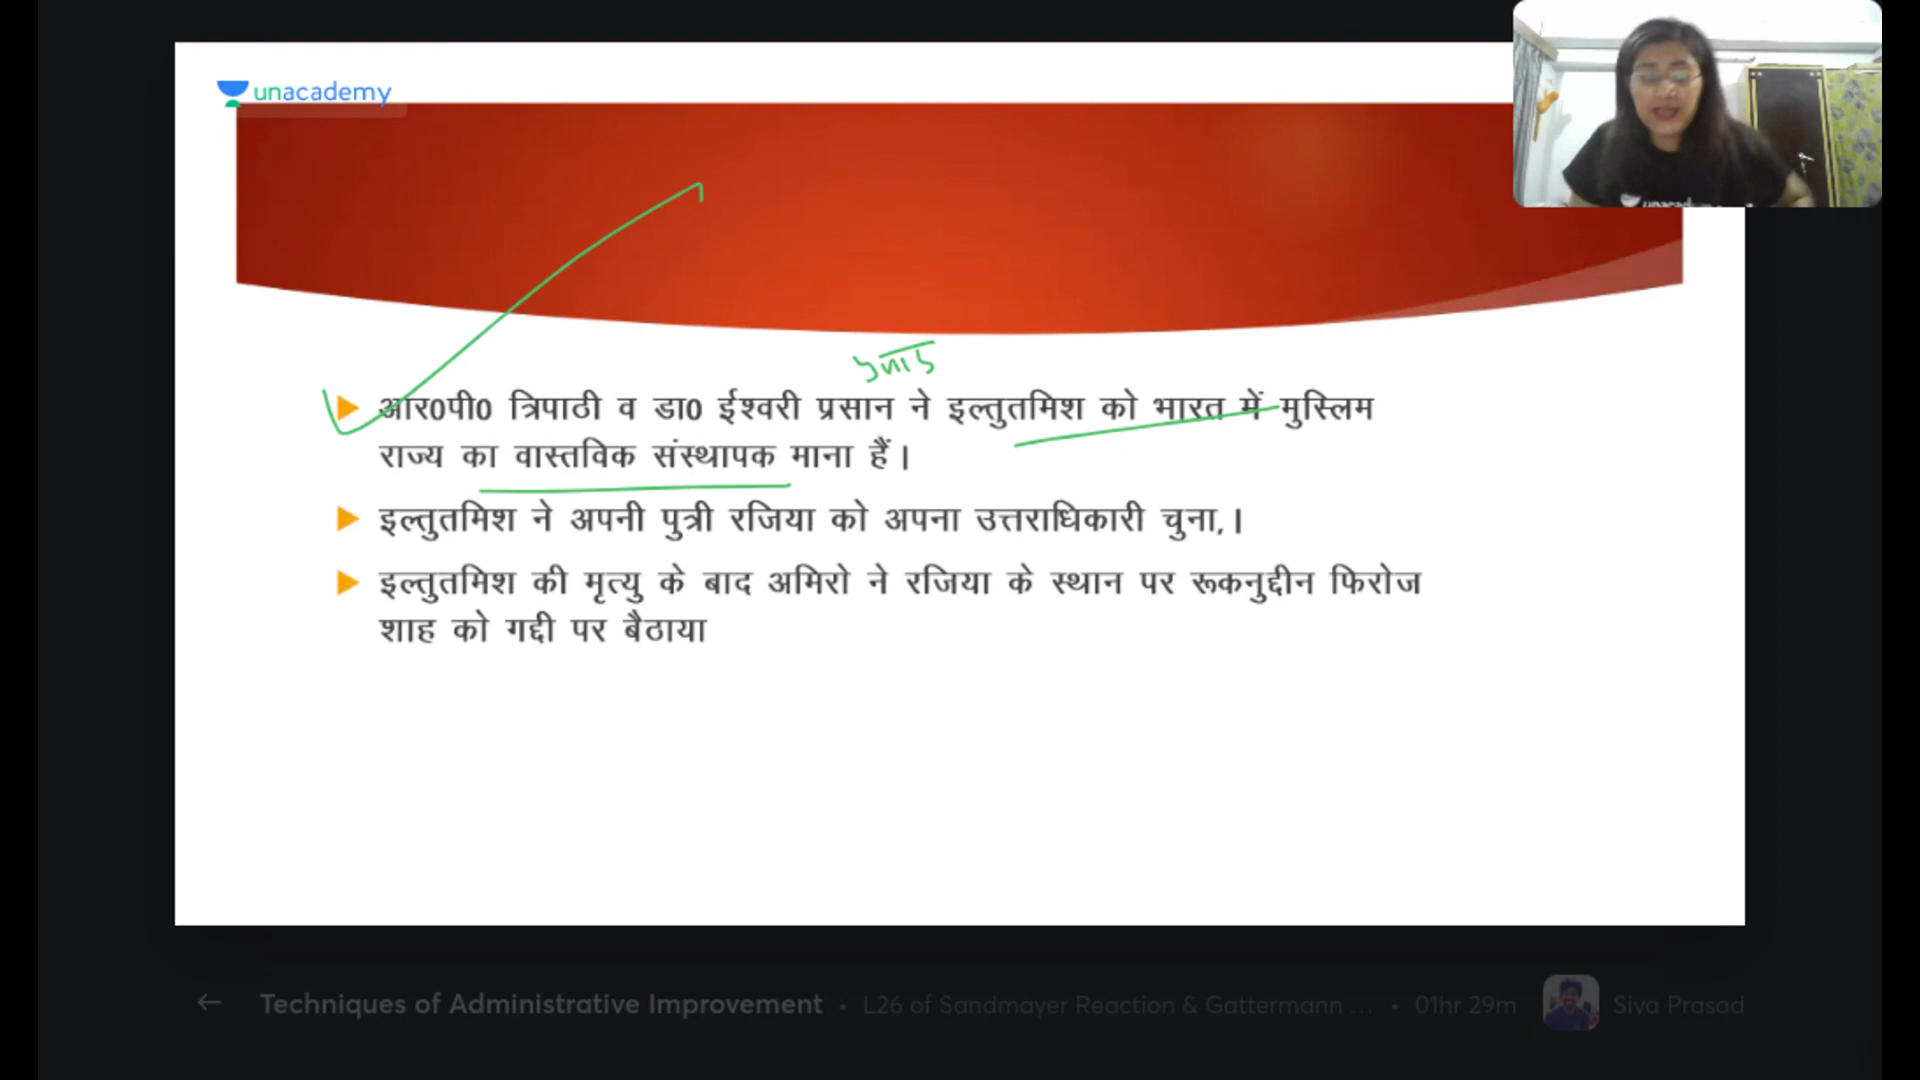 unacademy
आर0पी0 त्रिपाठी व डा0 ईश्वरी प्रसान ने इल्तुतमिश को भारत में मुस्लिम
राज्य का वास्तविक संस्थापक माना हैं।
इल्तुतमिश ने अपनी पुत्री रजिया को अपना उत्तराधिकारी चुना,।
इल्तुतमिश की मृत्यु के बाद अमिरो ने रजिया के स्थान पर रूकनुद्दीन फिरोज
शाह को गद्दी पर बैठाया
← Techniques of Administrative Improvement • L26 of Sandmayer Reaction & Gattermann ... • 01hr 29m Siva Prasad